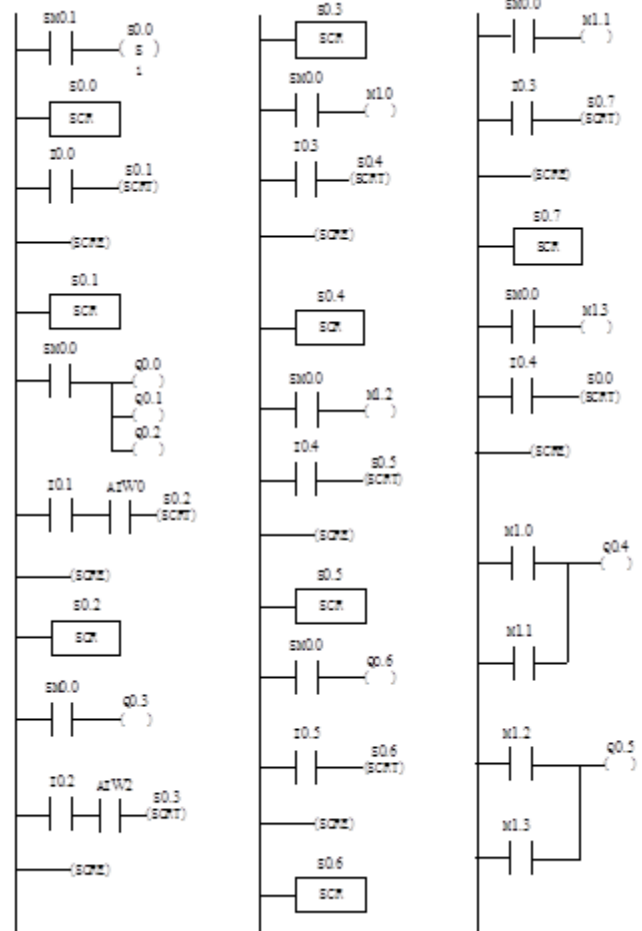 SM0.1
S0.0
( S )
1
S0.0
SCR
I0.0
S0.1
(SCRT)
(SCRE)
S0.1
SCR
SM0.0
Q0.0
( )
Q0.1
( )
Q0.2
( )
I0.1 AIW0
S0.2
(SCRT)
(SCRE)
S0.2
SCR
SM0.0
Q0.3
( )
I0.2 AIW2
S0.3
(SCRT)
(SCRE)
S0.3
SCR
SM0.0
M1.0
( )
I0.3
S0.4
(SCRT)
(SCRE)
S0.4
SCR
SM0.0
M1.2
( )
I0.4
S0.5
(SCRT)
(SCRE)
S0.5
SCR
SM0.0
Q0.6
( )
I0.5
S0.6
(SCRT)
(SCRE)
S0.6
SCR
SM0.0
M1.1
( )
I0.3
S0.7
(SCRT)
(SCRE)
S0.7
SCR
SM0.0
M1.3
( )
I0.4
S0.0
(SCRT)
(SCRE)
M1.0
Q0.4
( )
M1.1
M1.2
Q0.5
( )
M1.3